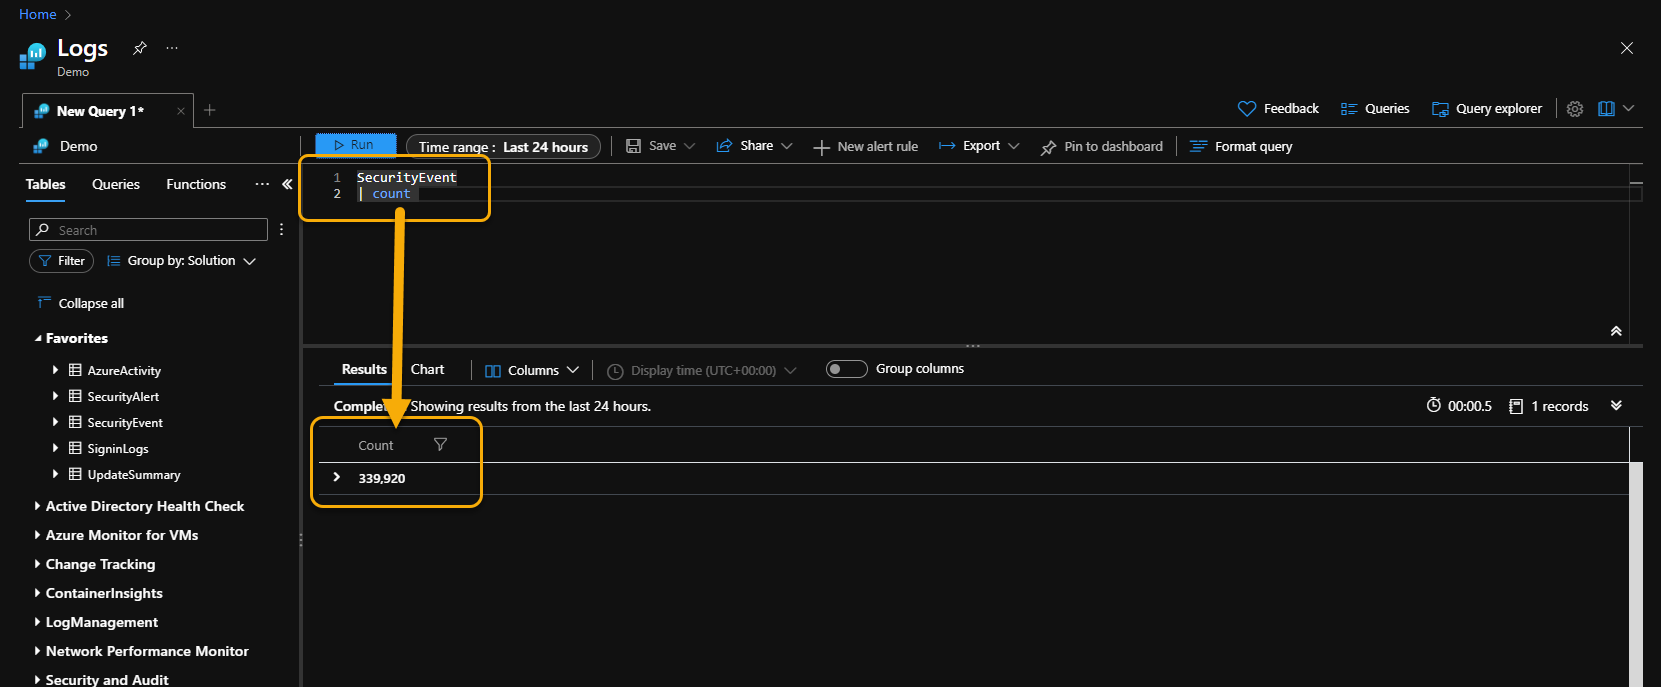 Home
Logs
Demo
New Query 1*
Feedback
Queries
Query explorer
Demo
Run
Time range : Last 24 hours
Save
Share
New alert rule
Export
Pin to dashboard
Format query
Tables
Queries
Functions
1 SecurityEvent
2 | count
Search
Filter
Group by: Solution
Collapse all
Favorites
AzureActivity
SecurityAlert
SecurityEvent
SigninLogs
UpdateSummary
Active Directory Health Check
Azure Monitor for VMs
Change Tracking
ContainerInsights
LogManagement
Network Performance Monitor
Security and Audit
Results
Chart
Columns
Display time (UTC+00:00)
Group columns
Showing results from the last 24 hours.
00:00.5
1 records
Count
339,920